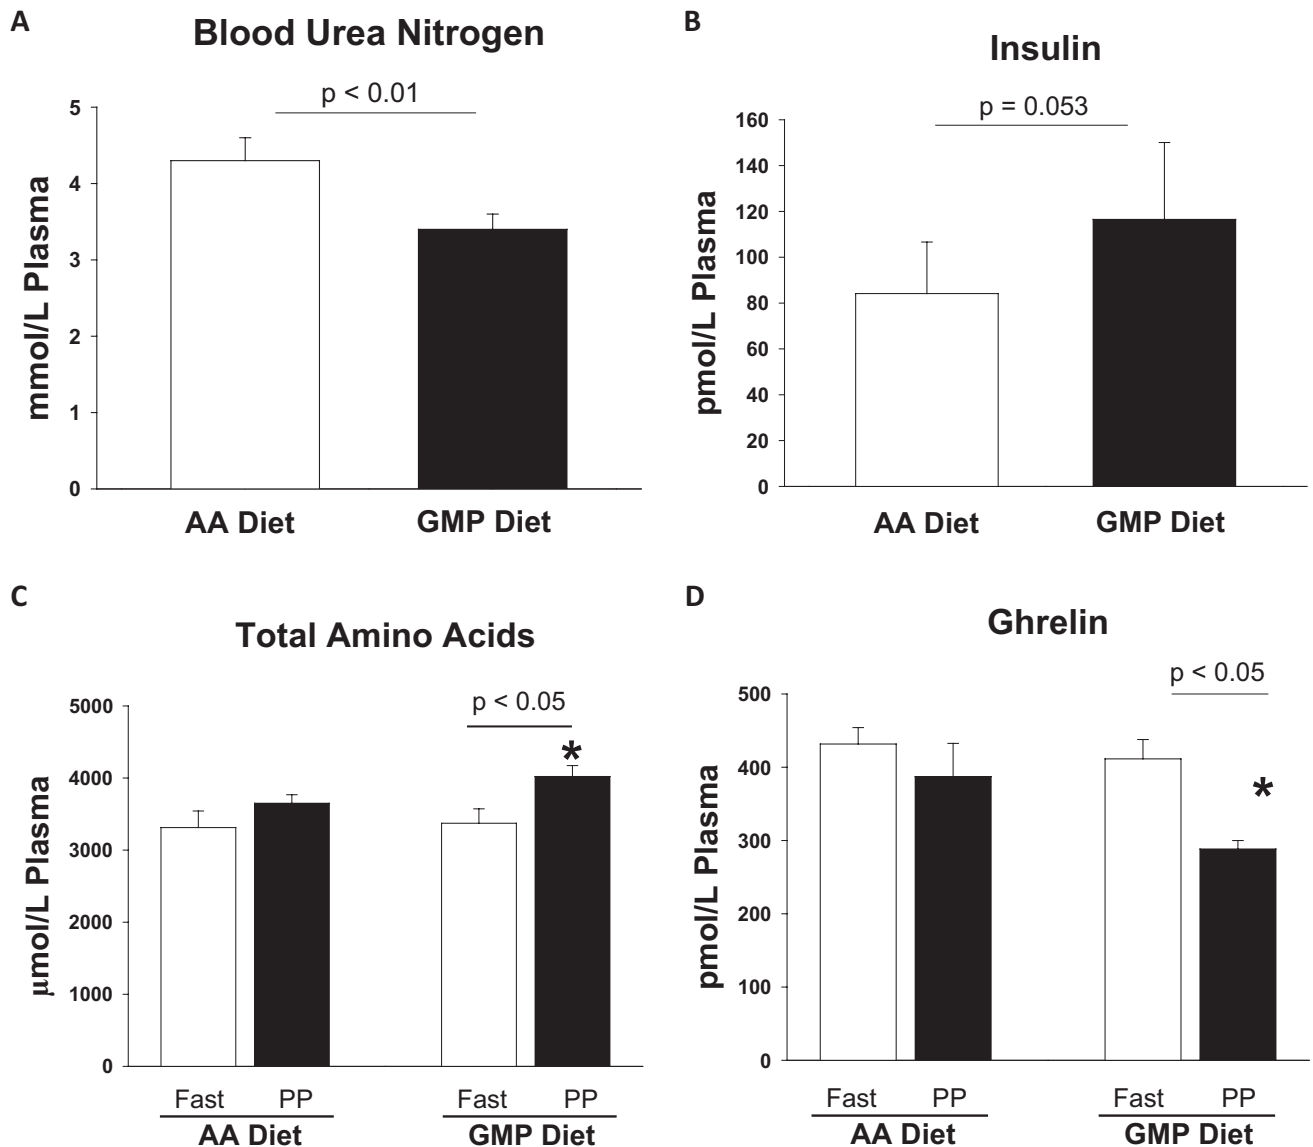 A
Blood Urea Nitrogen
p < 0.01
5
4
3
2
1
0
mmol/L Plasma
AA Diet
GMP Diet
B
Insulin
p = 0.053
160
140
120
100
80
60
40
20
0
pmol/L Plasma
AA Diet
GMP Diet
C
Total Amino Acids
p < 0.05
*
5000
4000
3000
2000
1000
0
μmol/L Plasma
Fast PP Fast PP
AA Diet GMP Diet
D
Ghrelin
p < 0.05
*
500
400
300
200
100
0
pmol/L Plasma
Fast PP Fast PP
AA Diet GMP Diet